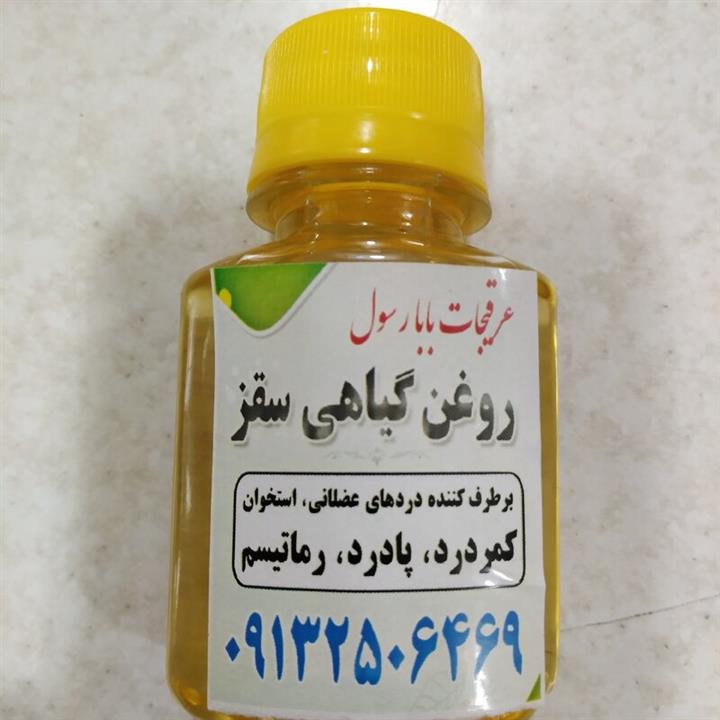 عرقیجات بابا رسول
روغن گیاهی سقز
برطرف کننده دردهای عضلانی، استخوان
کمردرد، پادرد، رماتیسم
۰۹۱۳۲۵۰۶۴۶۹